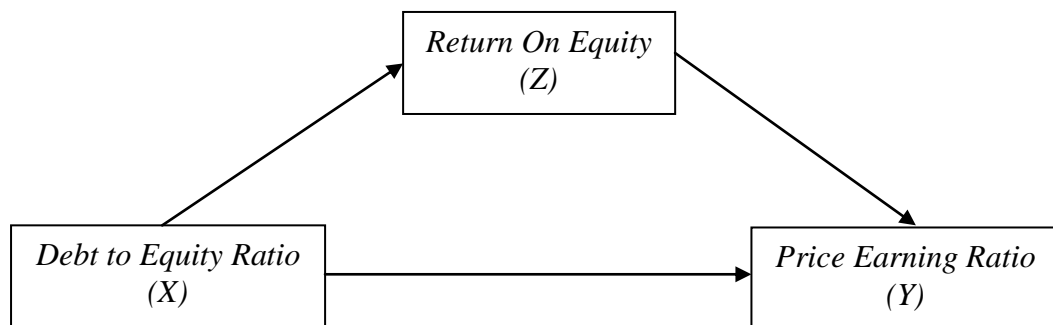 Return On Equity
(Z)
Debt to Equity Ratio
(X)
Price Earning Ratio
(Y)